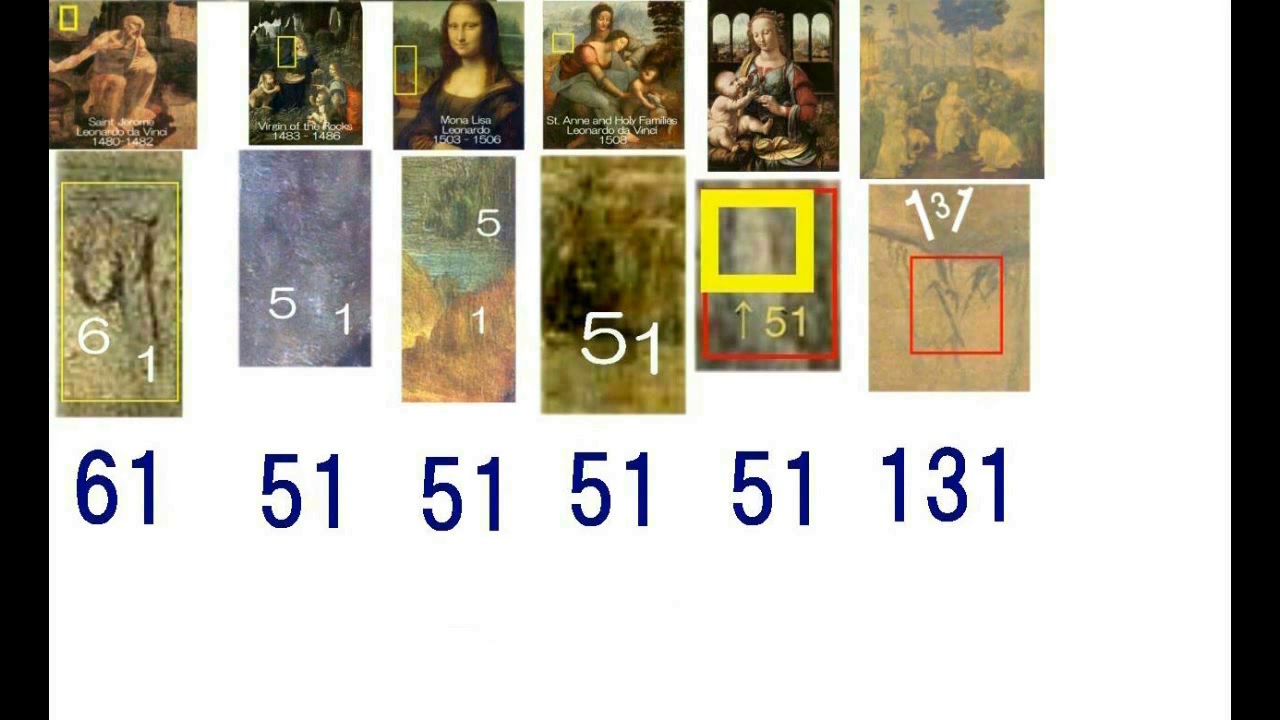 Saint Jerome
Leonardo da Vinci
1480-1482
Virgin of the Rocks
1483 - 1486
Mona Lisa
Leonardo
1503 - 1506
St. Anne and Holy Families
Leonardo da Vinci
1508
6
1
5
1
5
1
51
↑ 51
131
61
51
51
51
51
131